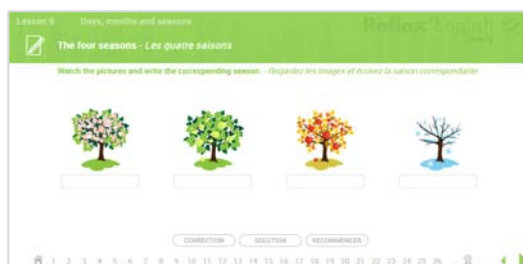 Lesson 9 Days, months and seasons Reflex'English
The four seasons - Les quatre saisons
Watch the pictures and write the corresponding season. - Regardez les images et écrivez la saison correspondante
CORRECTION SOLUTION RECOMMENCER
1 2 3 4 5 6 7 8 9 10 11 12 13 14 15 16 17 18 19 20 21 22 23 24 25 26 ...